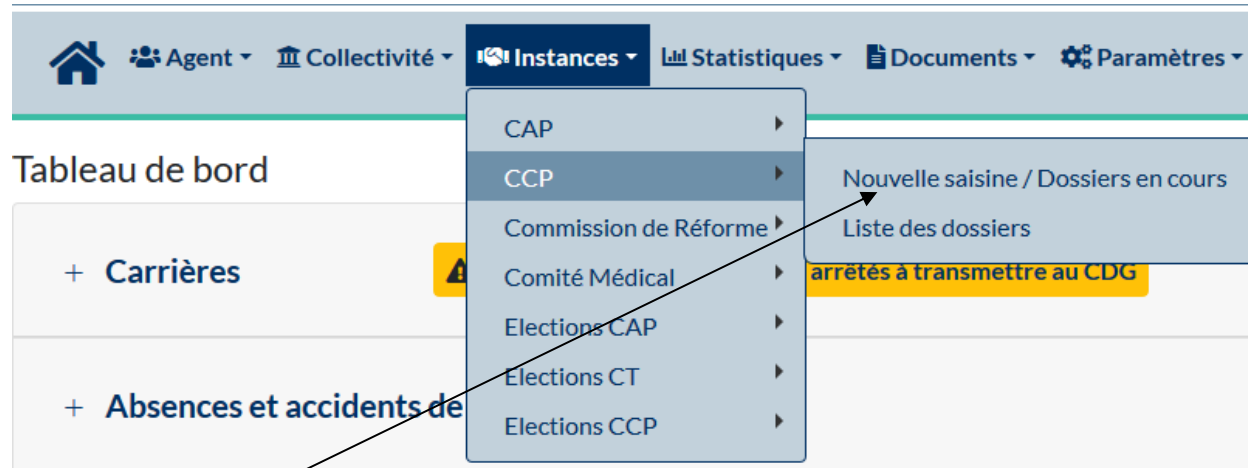 Agent Collectivité Instances Statistiques Documents Paramètres
CAP
Tableau de bord
CCP
Nouvelle saisine / Dossiers en cours
Commission de Réforme
Liste des dossiers
+ Carrières
Comité Médical
arrêtés à transmettre au CDG
Elections CAP
Elections CT
+ Absences et accidents de
Elections CCP